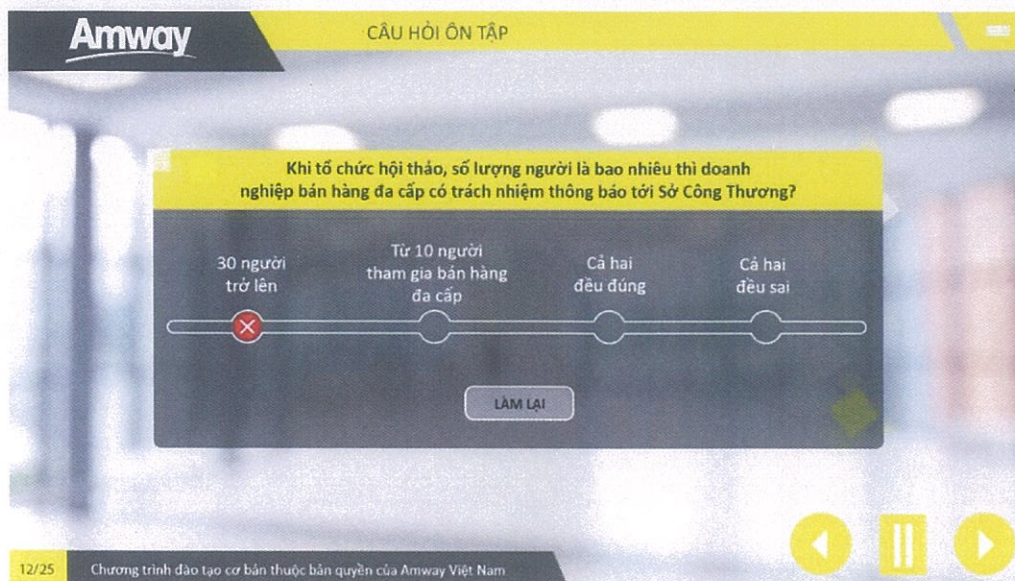 Amway
CÂU HỎI ÔN TẬP
Khi tổ chức hội thảo, số lượng người là bao nhiêu thì doanh
nghiệp bán hàng đa cấp có trách nhiệm thông báo tới Sở Công Thương?
30 người
trở lên
Từ 10 người
tham gia bán hàng
đa cấp
Cả hai
đều đúng
Cả hai
đều sai
LÀM LẠI
12/25
Chương trình đào tạo cơ bản thuộc bản quyền của Amway Việt Nam